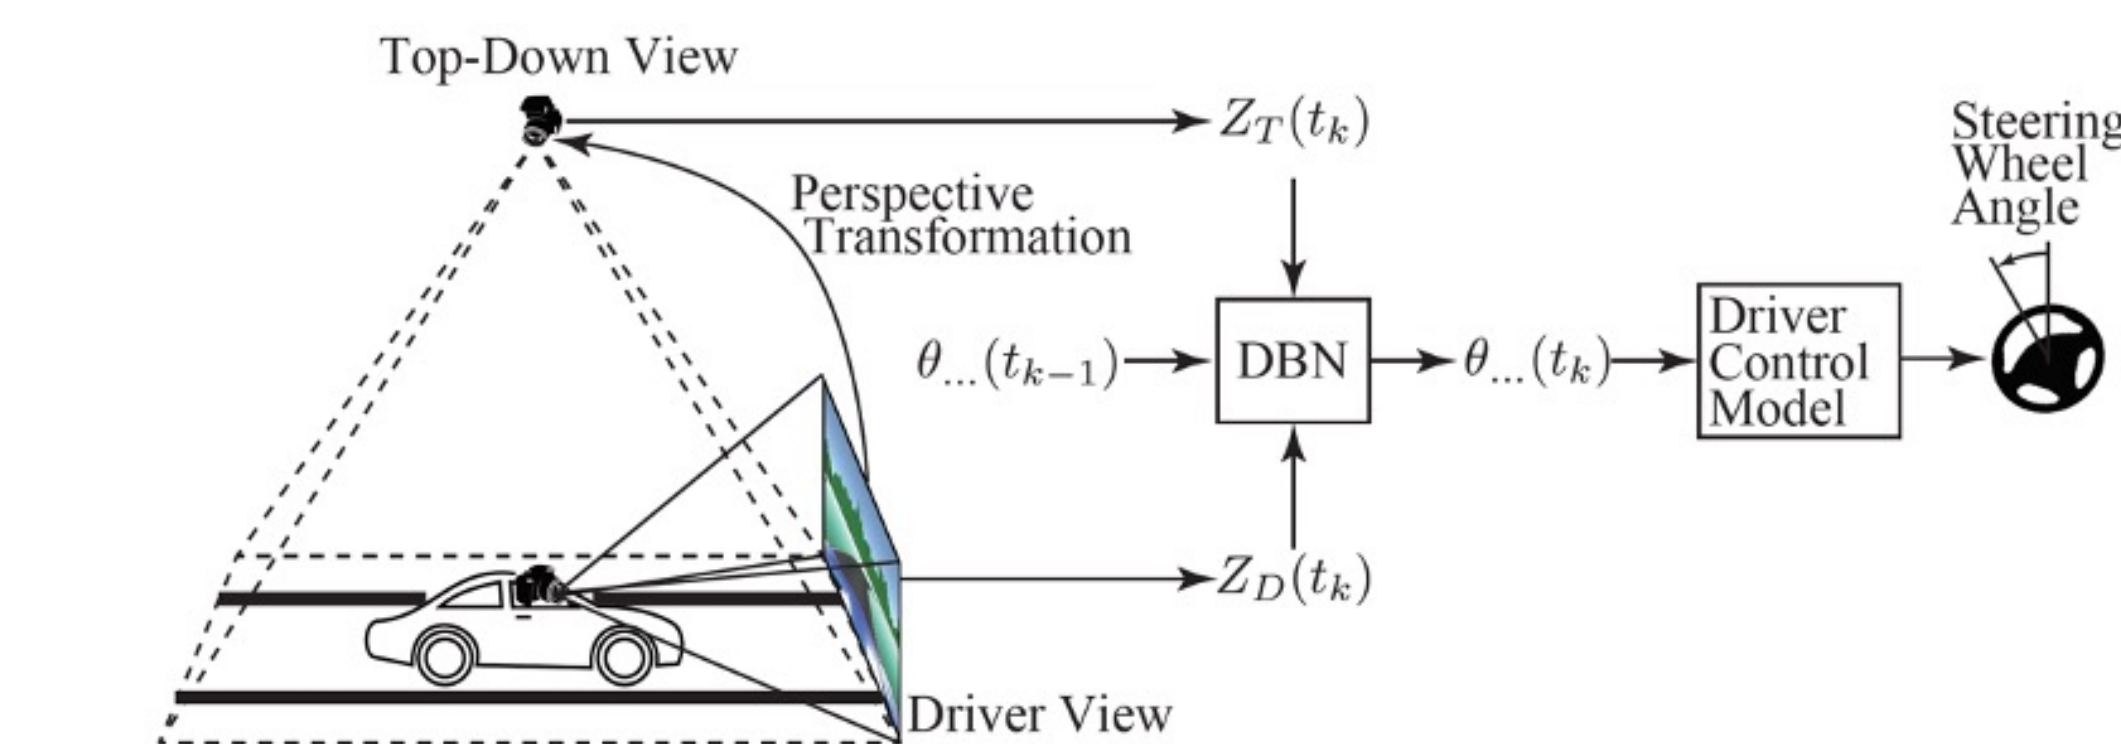 Top-Down View
Z_T(t_k)
Steering
Wheel
Angle
Perspective
Transformation
θ...(t_{k-1})
DBN
θ...(t_k)
Driver
Control
Model
Z_D(t_k)
Driver View